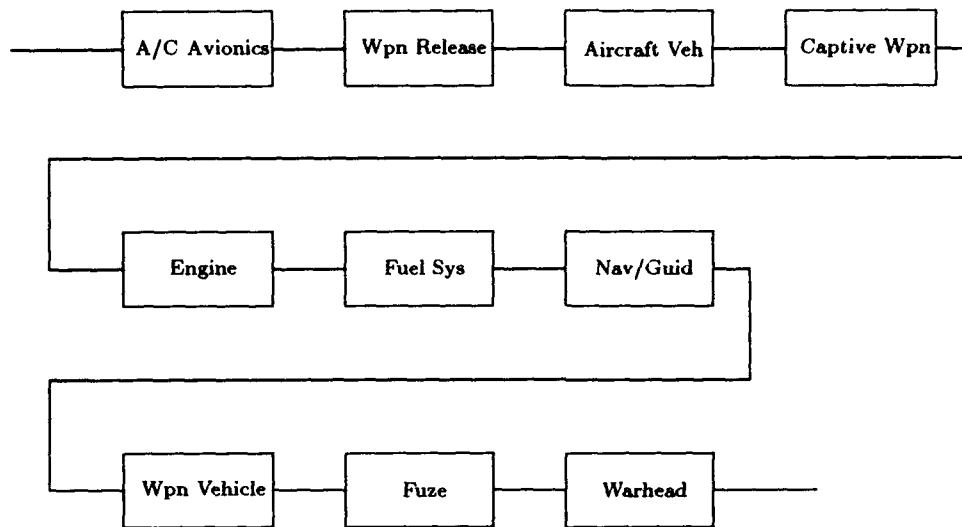 A/C Avionics
Wpn Release
Aircraft Veh
Captive Wpn
Engine
Fuel Sys
Nav/Guid
Wpn Vehicle
Fuze
Warhead